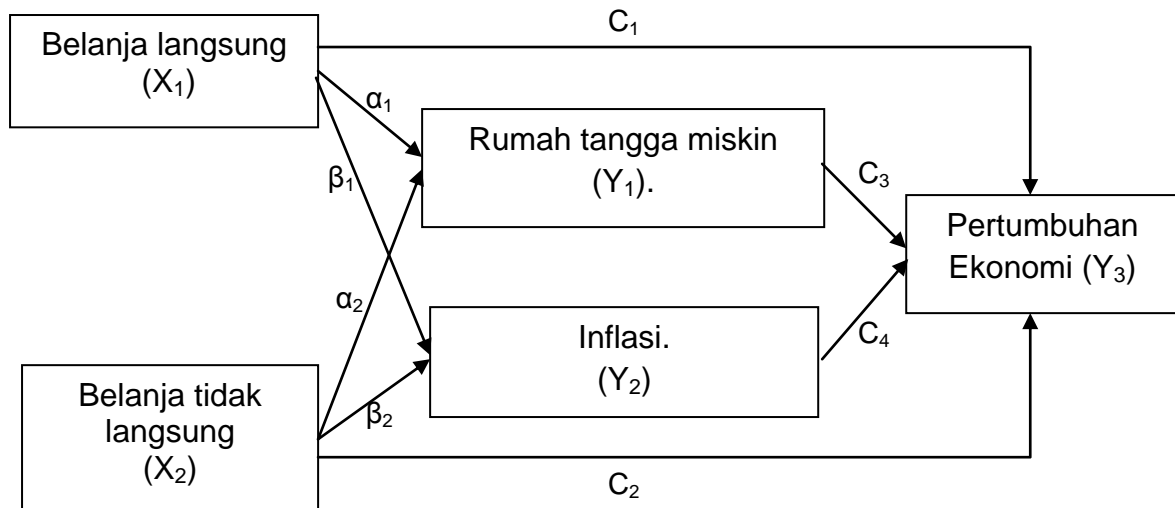 C₁
Belanja langsung
(X₁)
α₁
Rumah tangga miskin
(Y₁).
β₁
C₃
Pertumbuhan
Ekonomi (Y₃)
α₂
Inflasi.
(Y₂)
C₄
Belanja tidak
langsung
(X₂)
β₂
C₂